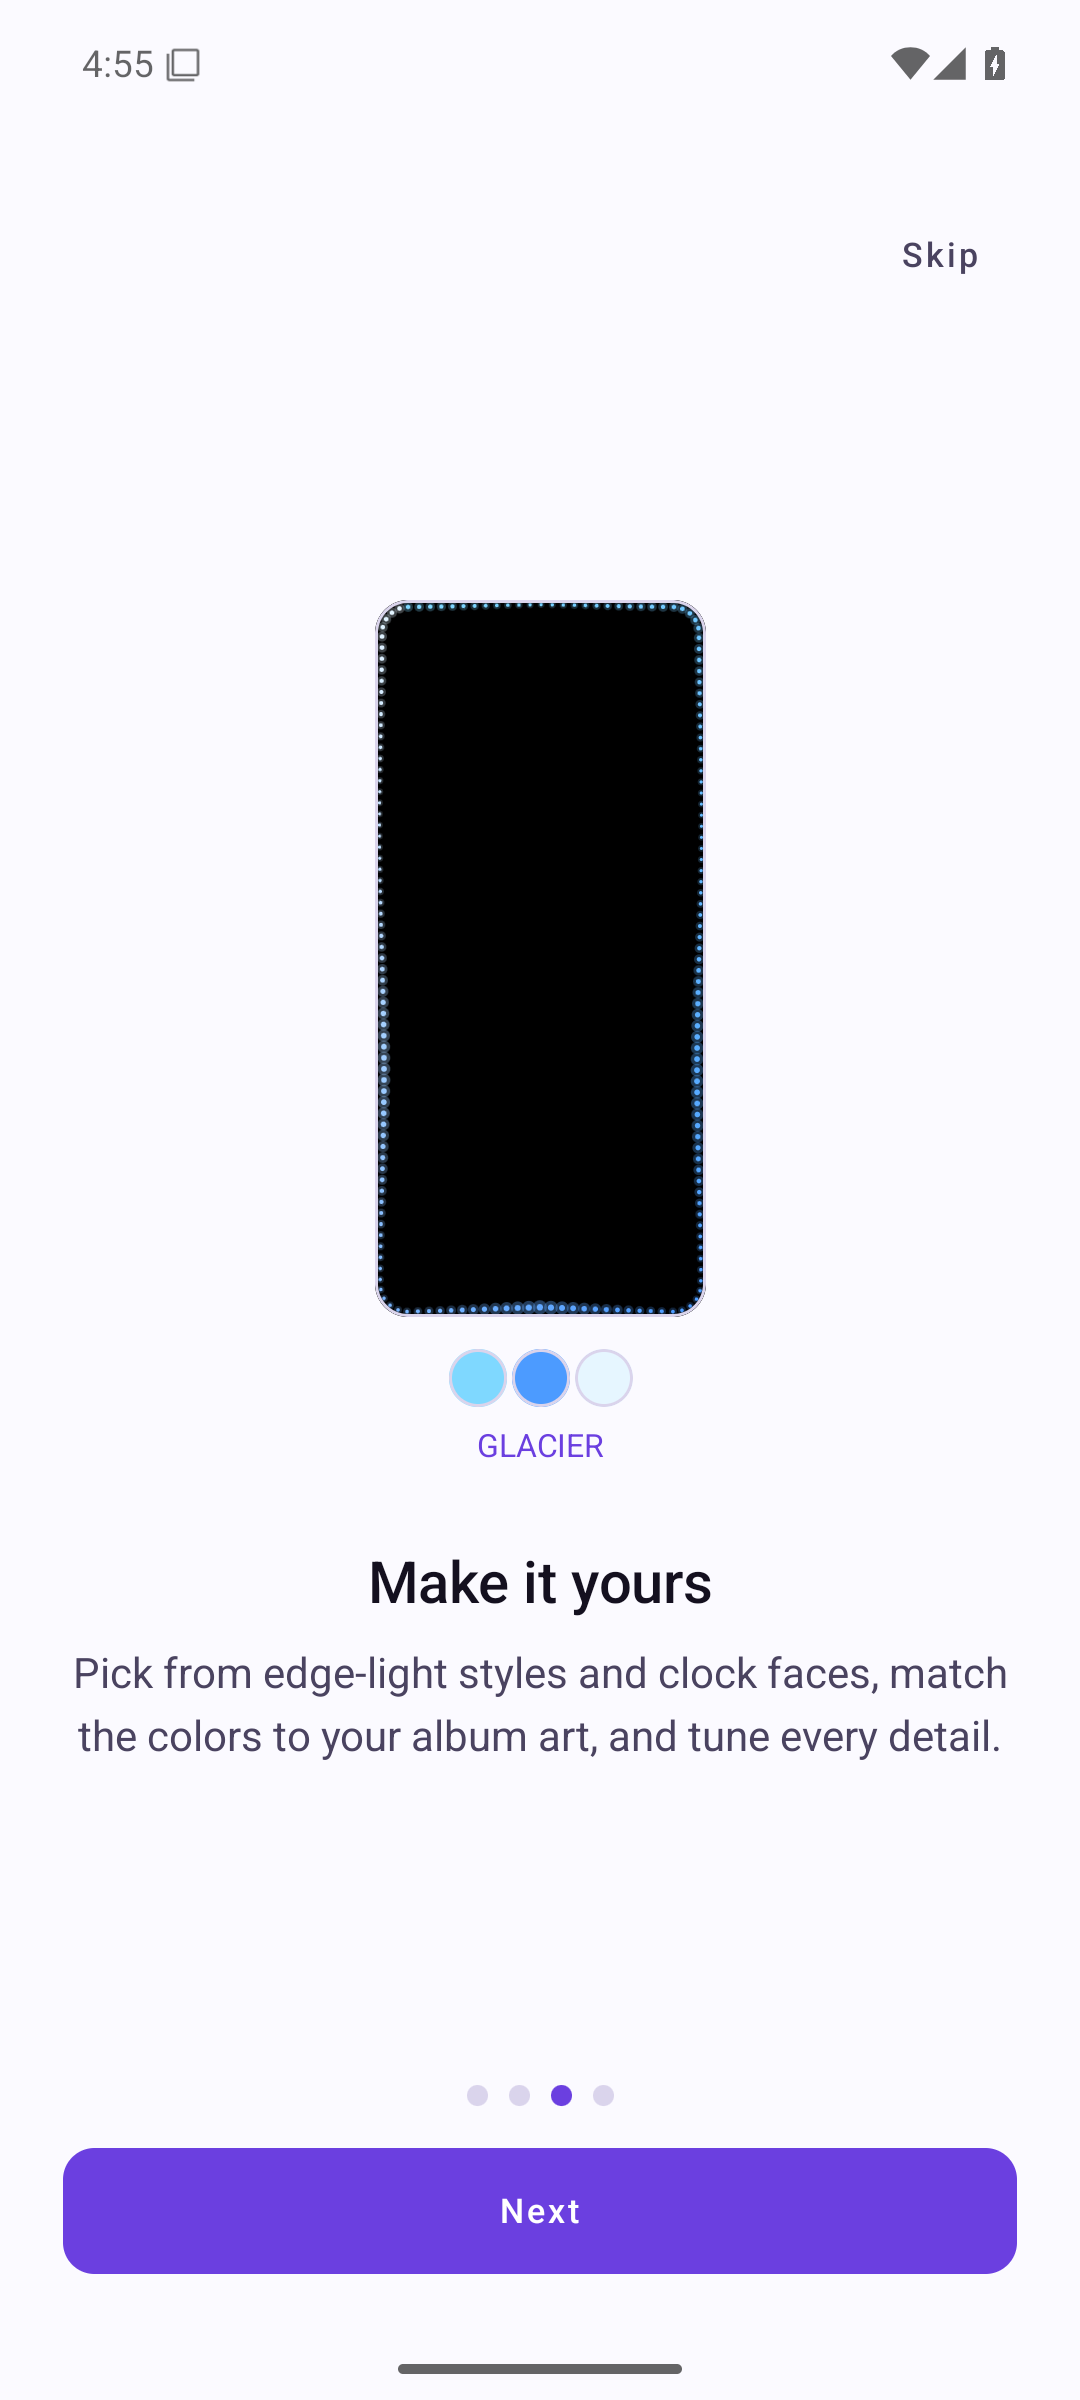 4:55
Skip
GLACIER
Make it yours
Pick from edge-light styles and clock faces, match
the colors to your album art, and tune every detail.
Next